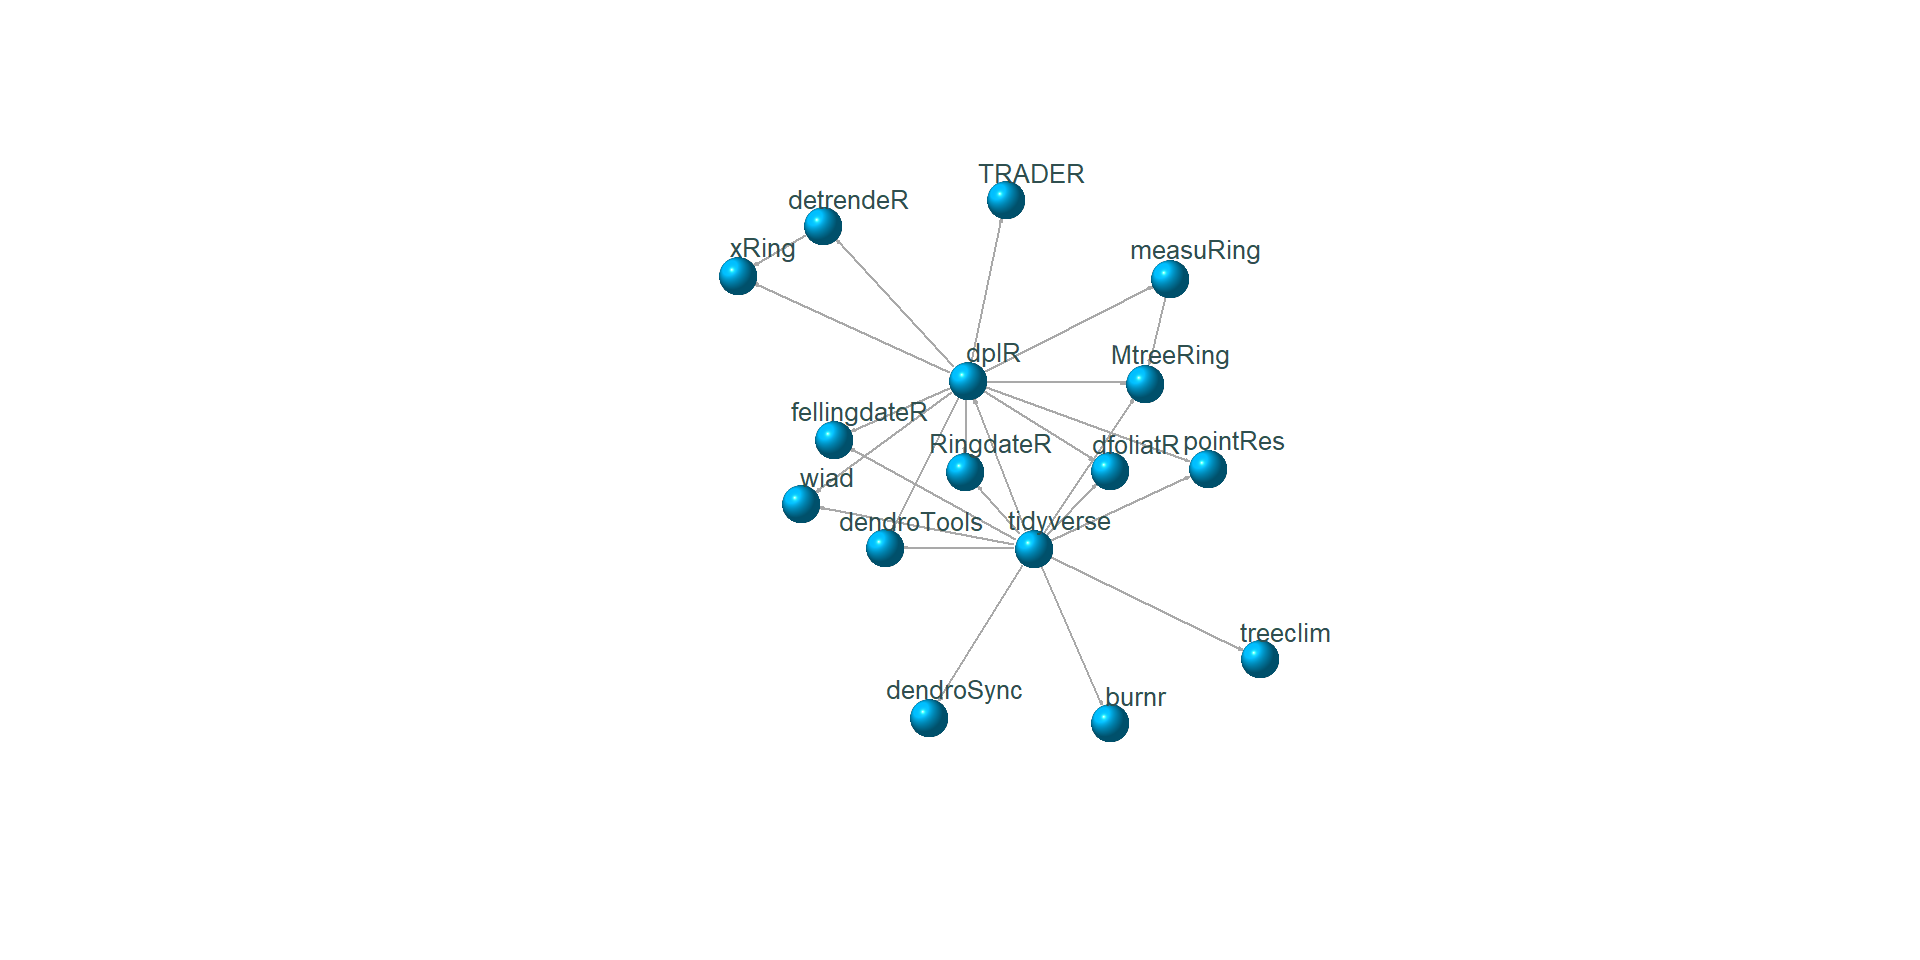 TRADER
detrendeR
xRing
measuRing
dplR
MtreeRing
fellingdateR
RingdateR
dfoliatR
pointRes
wiad
dendroTools
tidyverse
treeclim
dendroSync
burnr